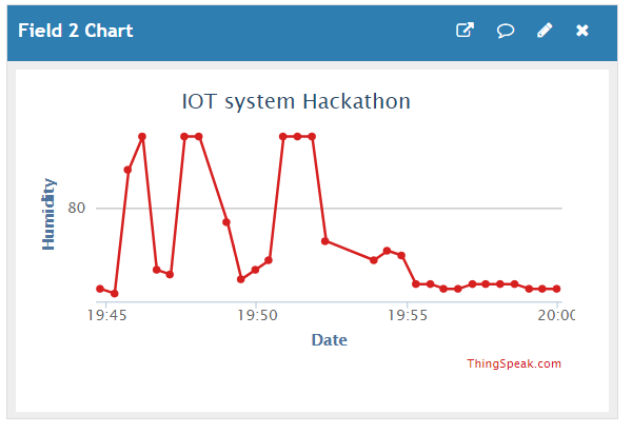 Field 2 Chart
IOT system Hackathon
Humidity
80
19:45 19:50 19:55 20:00
Date
ThingSpeak.com